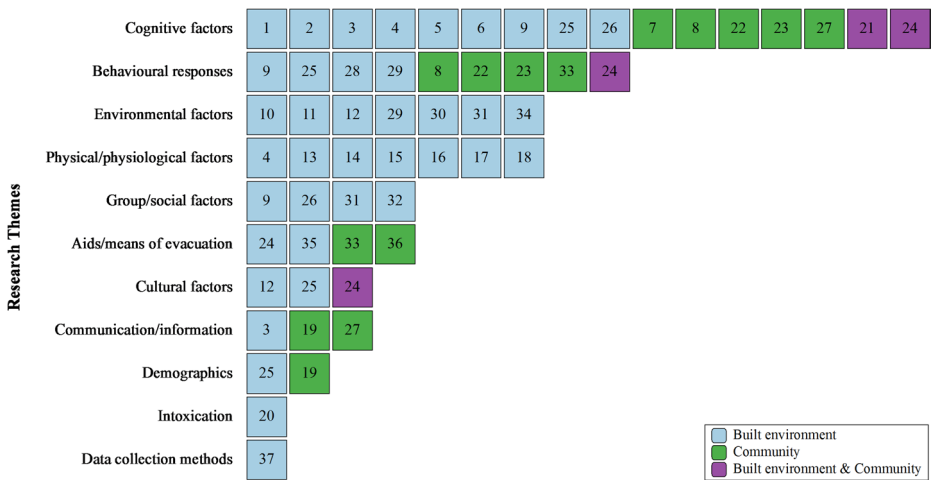 Research Themes
Cognitive factors 1 2 3 4 5 6 9 25 26 7 8 22 23 27 21 24
Behavioural responses 9 25 28 29 8 22 23 33 24
Environmental factors 10 11 12 29 30 31 34
Physical/physiological factors 4 13 14 15 16 17 18
Group/social factors 9 26 31 32
Aids/means of evacuation 24 35 33 36
Cultural factors 12 25 24
Communication/information 3 19 27
Demographics 25 19
Intoxication 20
Data collection methods 37
Built environment
Community
Built environment & Community